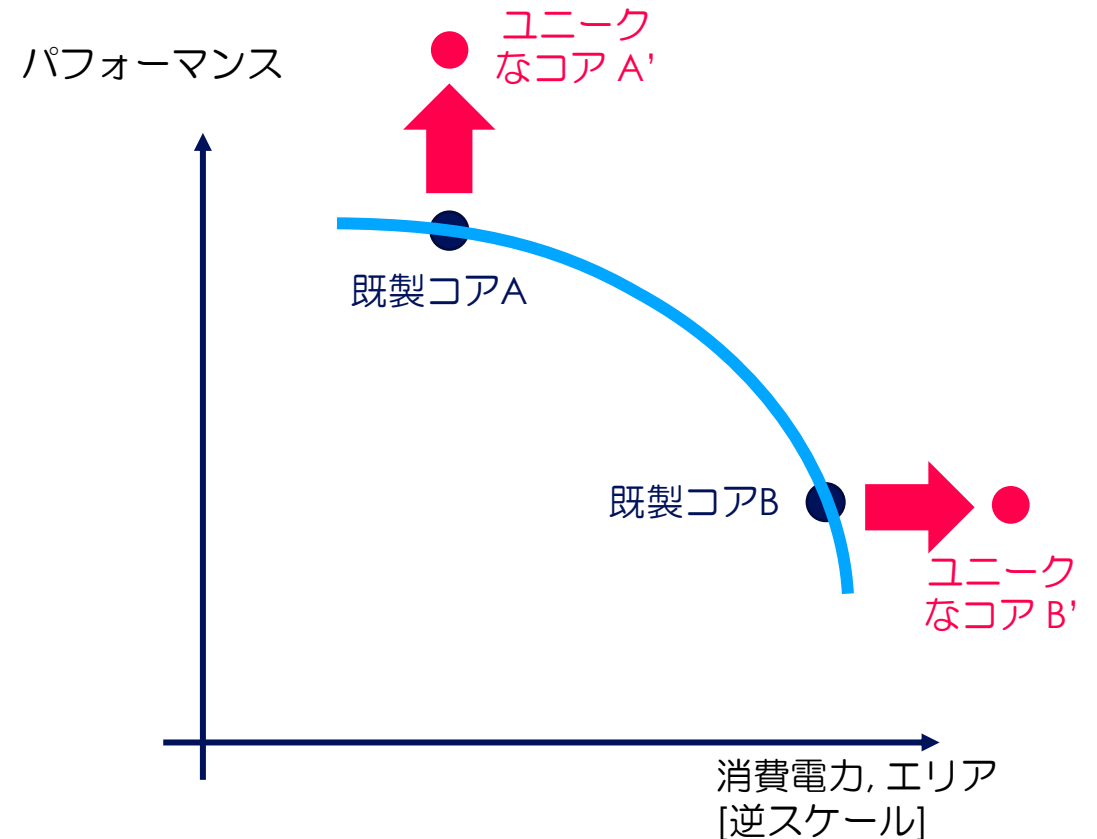 パフォーマンス
ユニーク
なコア A’
既製コアA
既製コアB
ユニーク
なコア B’
消費電力, エリア
[逆スケール]